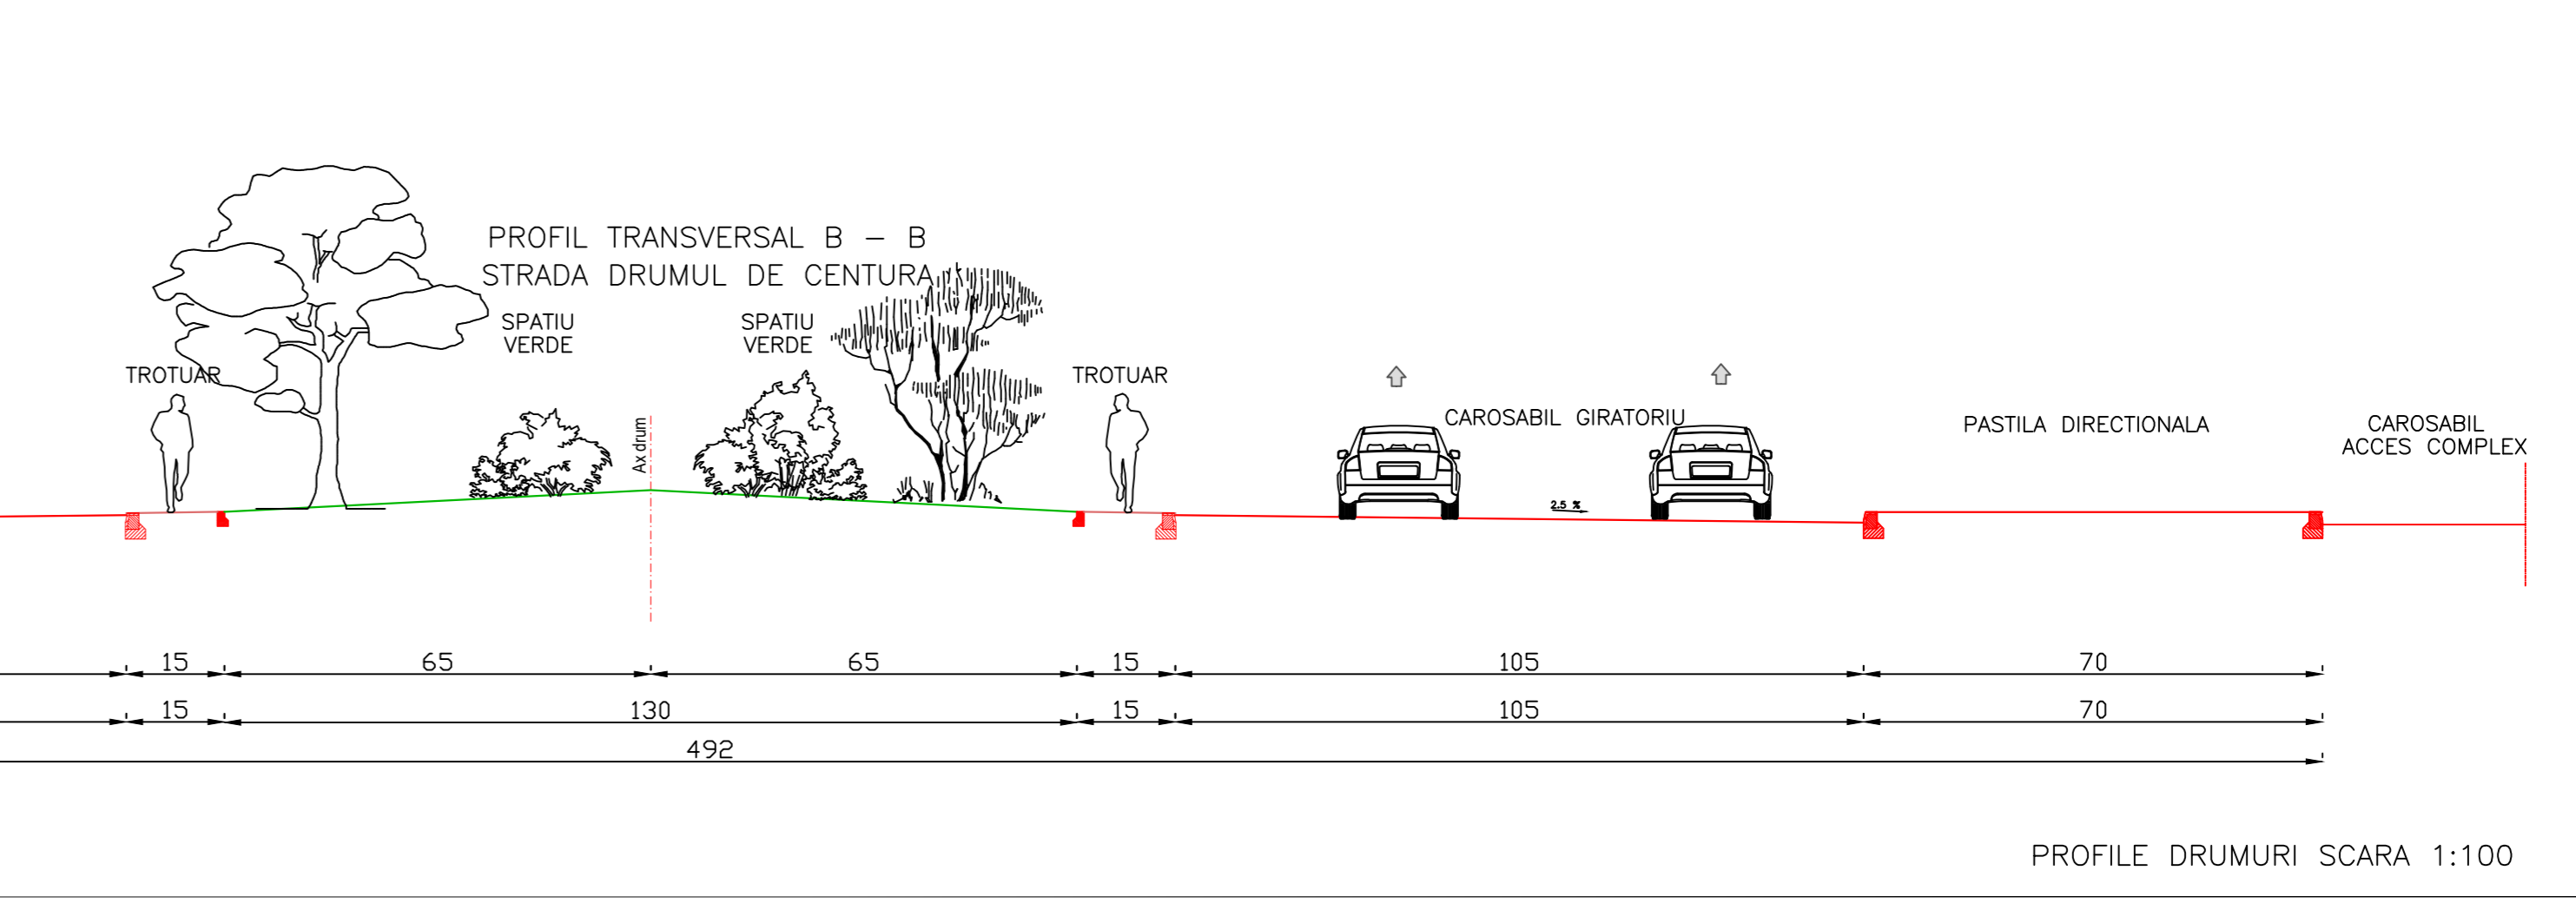 PROFIL TRANSVERSAL B - B
STRADA DRUMUL DE CENTURA
SPATIU
VERDE
SPATIU
VERDE
TROTUAR
TROTUAR
Ax drum
CAROSABIL GIRATORIU
PASTILA DIRECTIONALA
CAROSABIL
ACCES COMPLEX
2.5 %
15 65 65 15 105 70
15 130 15 105 70
492
PROFILE DRUMURI SCARA 1:100